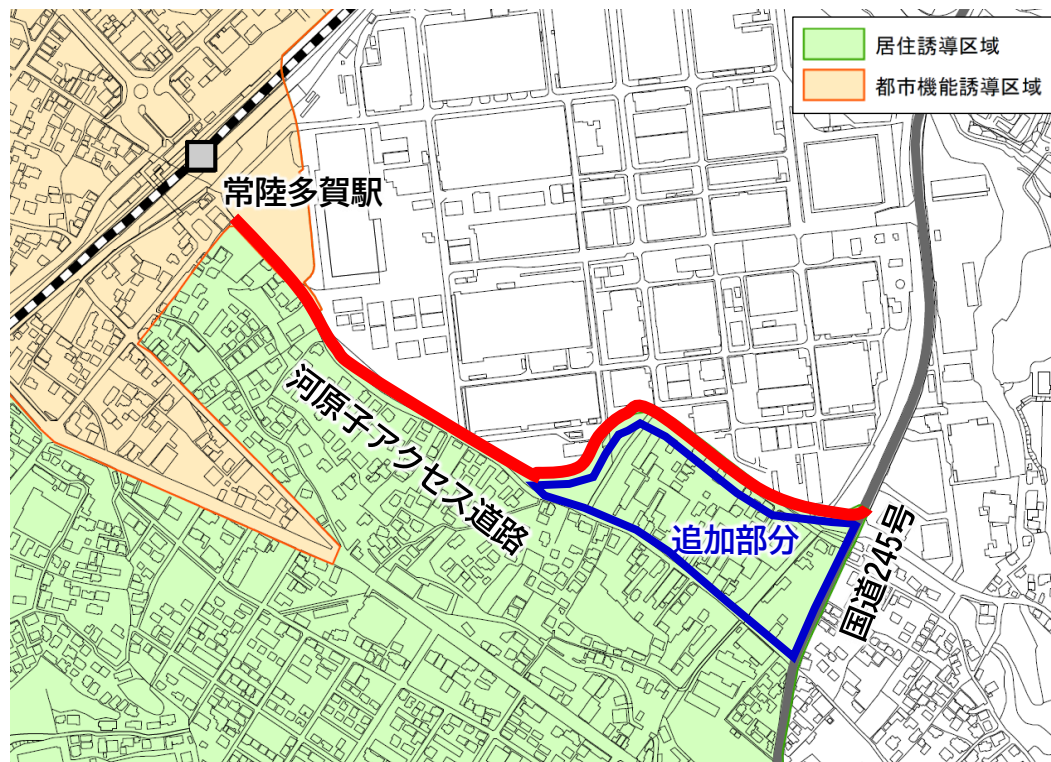 居住誘導区域
都市機能誘導区域
常陸多賀駅
河原子アクセス道路
追加部分
国道245号